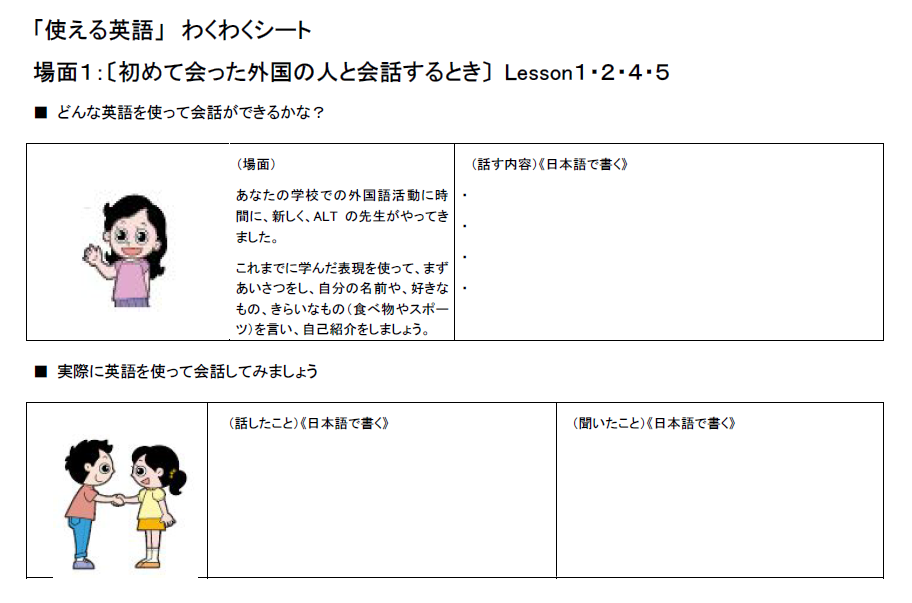 「使える英語」 わくわくシート
場面１：〔初めて会った外国の人と会話するとき〕 Lesson１・２・４・５
■ どんな英語を使って会話ができるかな？
（場面）
あなたの学校での外国語活動に時
間に、新しく、ALT の先生がやってき
ました。
これまでに学んだ表現を使って、まず
あいさつをし、自分の名前や、好きな
もの、きらいなもの（食べ物やスポー
ツ）を言い、自己紹介をしましょう。
（話す内容）《日本語で書く》
・
・
・
・
■ 実際に英語を使って会話してみましょう
（話したこと）《日本語で書く》
（聞いたこと）《日本語で書く》